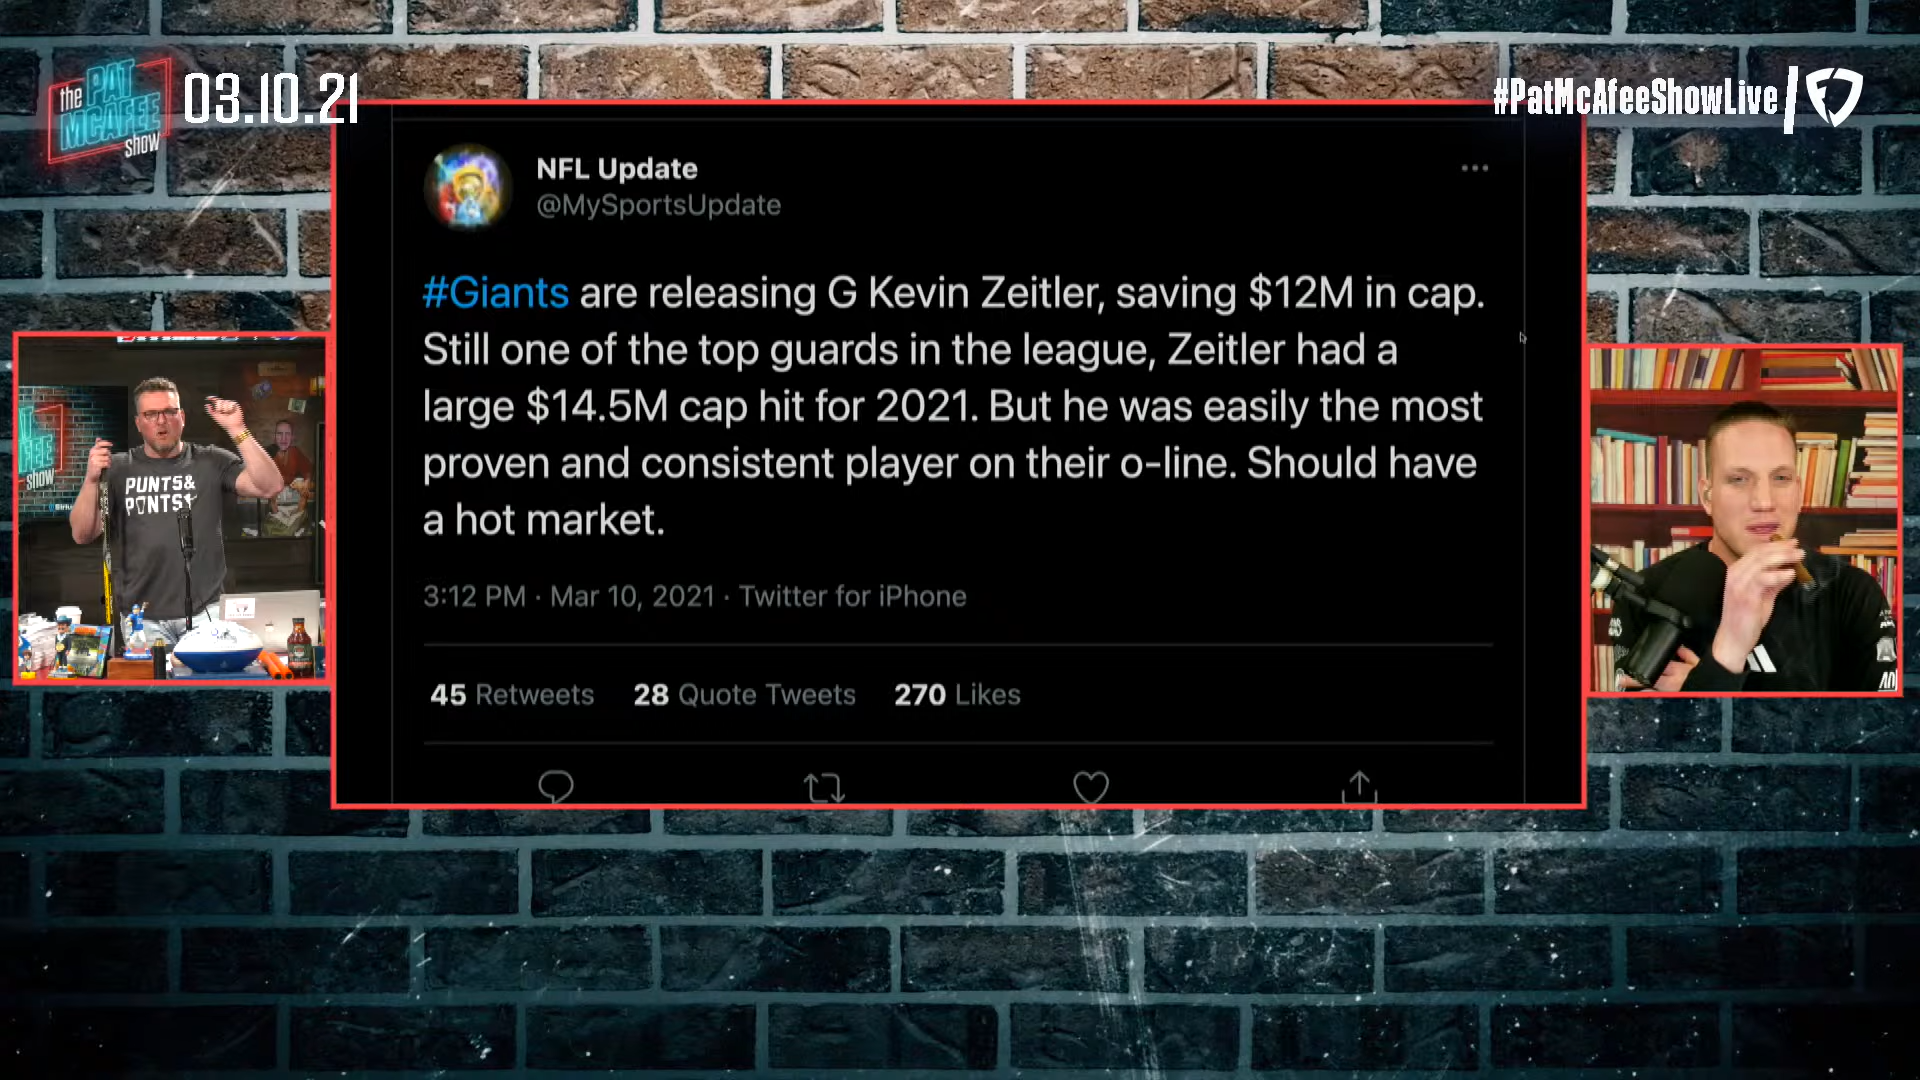 the PAT
MCAFEE
show
03.10.21
#PatMcAfeeShowLive
NFL Update
@MySportsUpdate
#Giants are releasing G Kevin Zeitler, saving $12M in cap.
Still one of the top guards in the league, Zeitler had a
large $14.5M cap hit for 2021. But he was easily the most
proven and consistent player on their o-line. Should have
a hot market.
3:12 PM · Mar 10, 2021 · Twitter for iPhone
45 Retweets 28 Quote Tweets 270 Likes
PUNTS&
PONTS
show